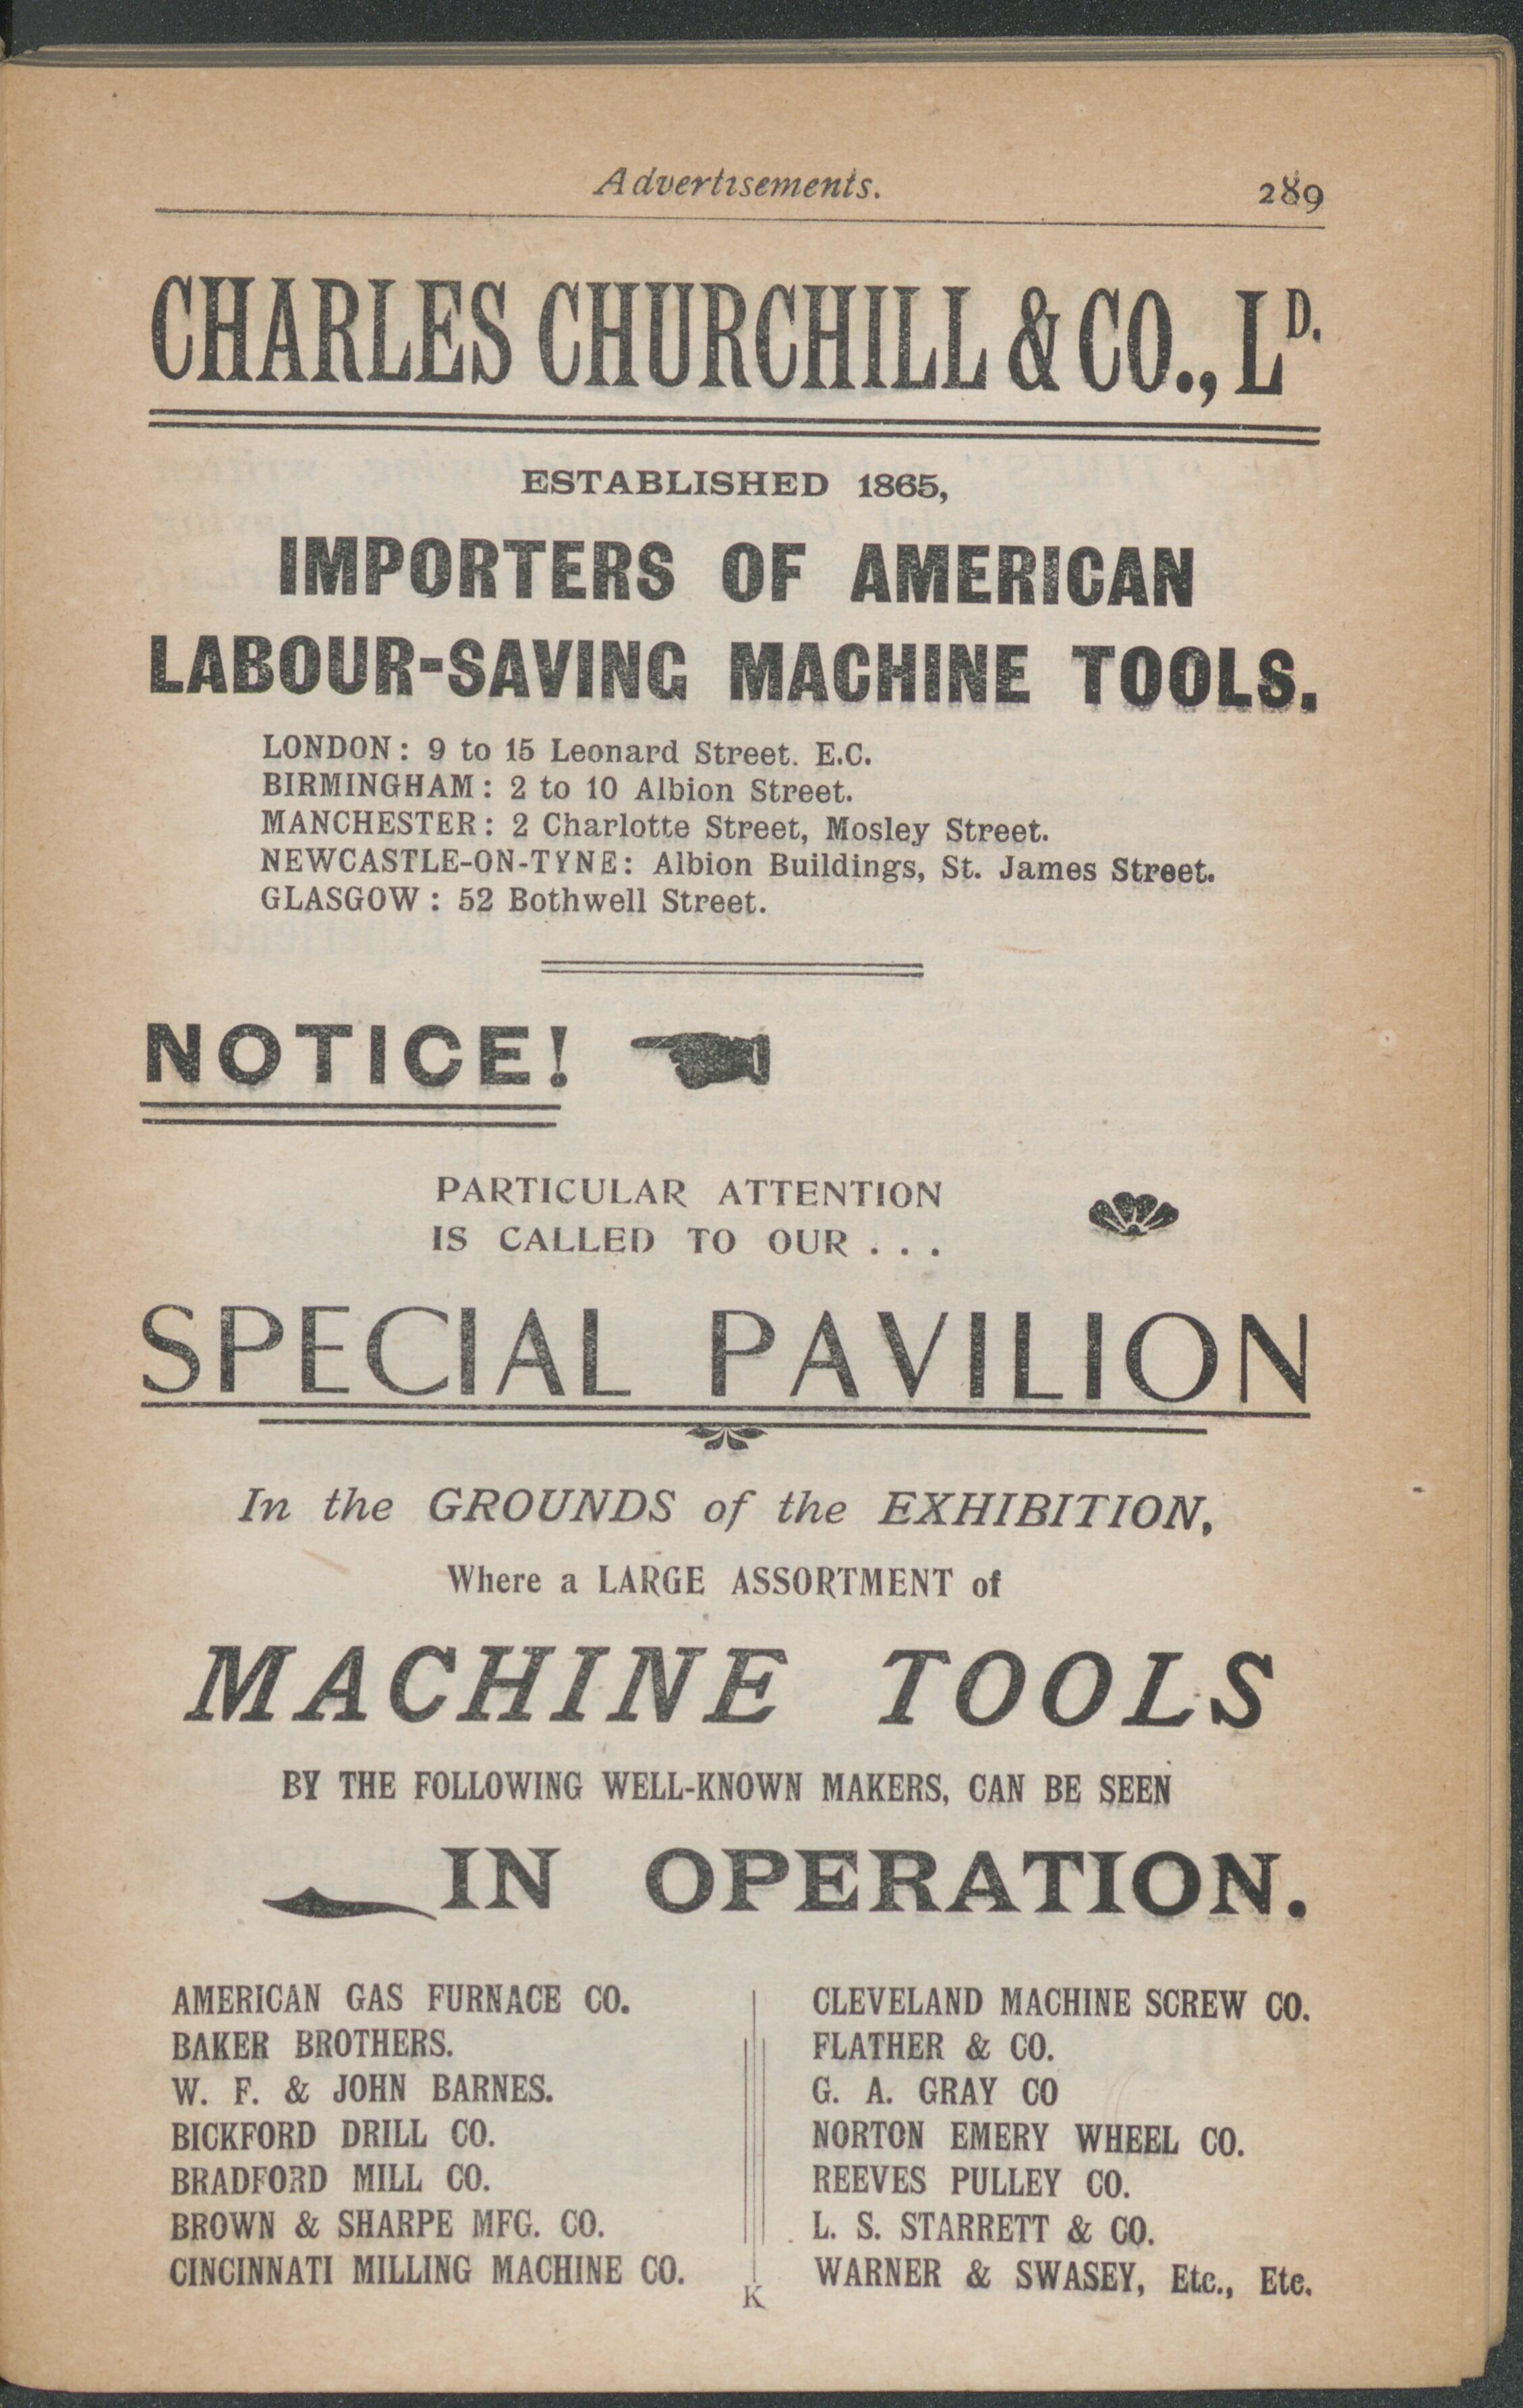 Advertisements.
289
CHARLES CHURCHILL & CO., LD.
ESTABLISHED 1865,
IMPORTERS OF AMERICAN
LABOUR-SAVING MACHINE TOOLS.
LONDON: 9 to 15 Leonard Street. E.C.
BIRMINGHAM: 2 to 10 Albion Street.
MANCHESTER: 2 Charlotte Street, Mosley Street.
NEWCASTLE-ON-TYNE: Albion Buildings, St. James Street.
GLASGOW: 52 Bothwell Street.
NOTICE!
PARTICULAR ATTENTION
IS CALLED TO OUR . . .
SPECIAL PAVILION
In the GROUNDS of the EXHIBITION,
Where a LARGE ASSORTMENT of
MACHINE TOOLS
BY THE FOLLOWING WELL-KNOWN MAKERS, CAN BE SEEN
IN OPERATION.
AMERICAN GAS FURNACE CO.
BAKER BROTHERS.
W. F. & JOHN BARNES.
BICKFORD DRILL CO.
BRADFORD MILL CO.
BROWN & SHARPE MFG. CO.
CINCINNATI MILLING MACHINE CO.
CLEVELAND MACHINE SCREW CO.
FLATHER & CO.
G. A. GRAY CO
NORTON EMERY WHEEL CO.
REEVES PULLEY CO.
L. S. STARRETT & CO.
WARNER & SWASEY, Etc., Etc.
K